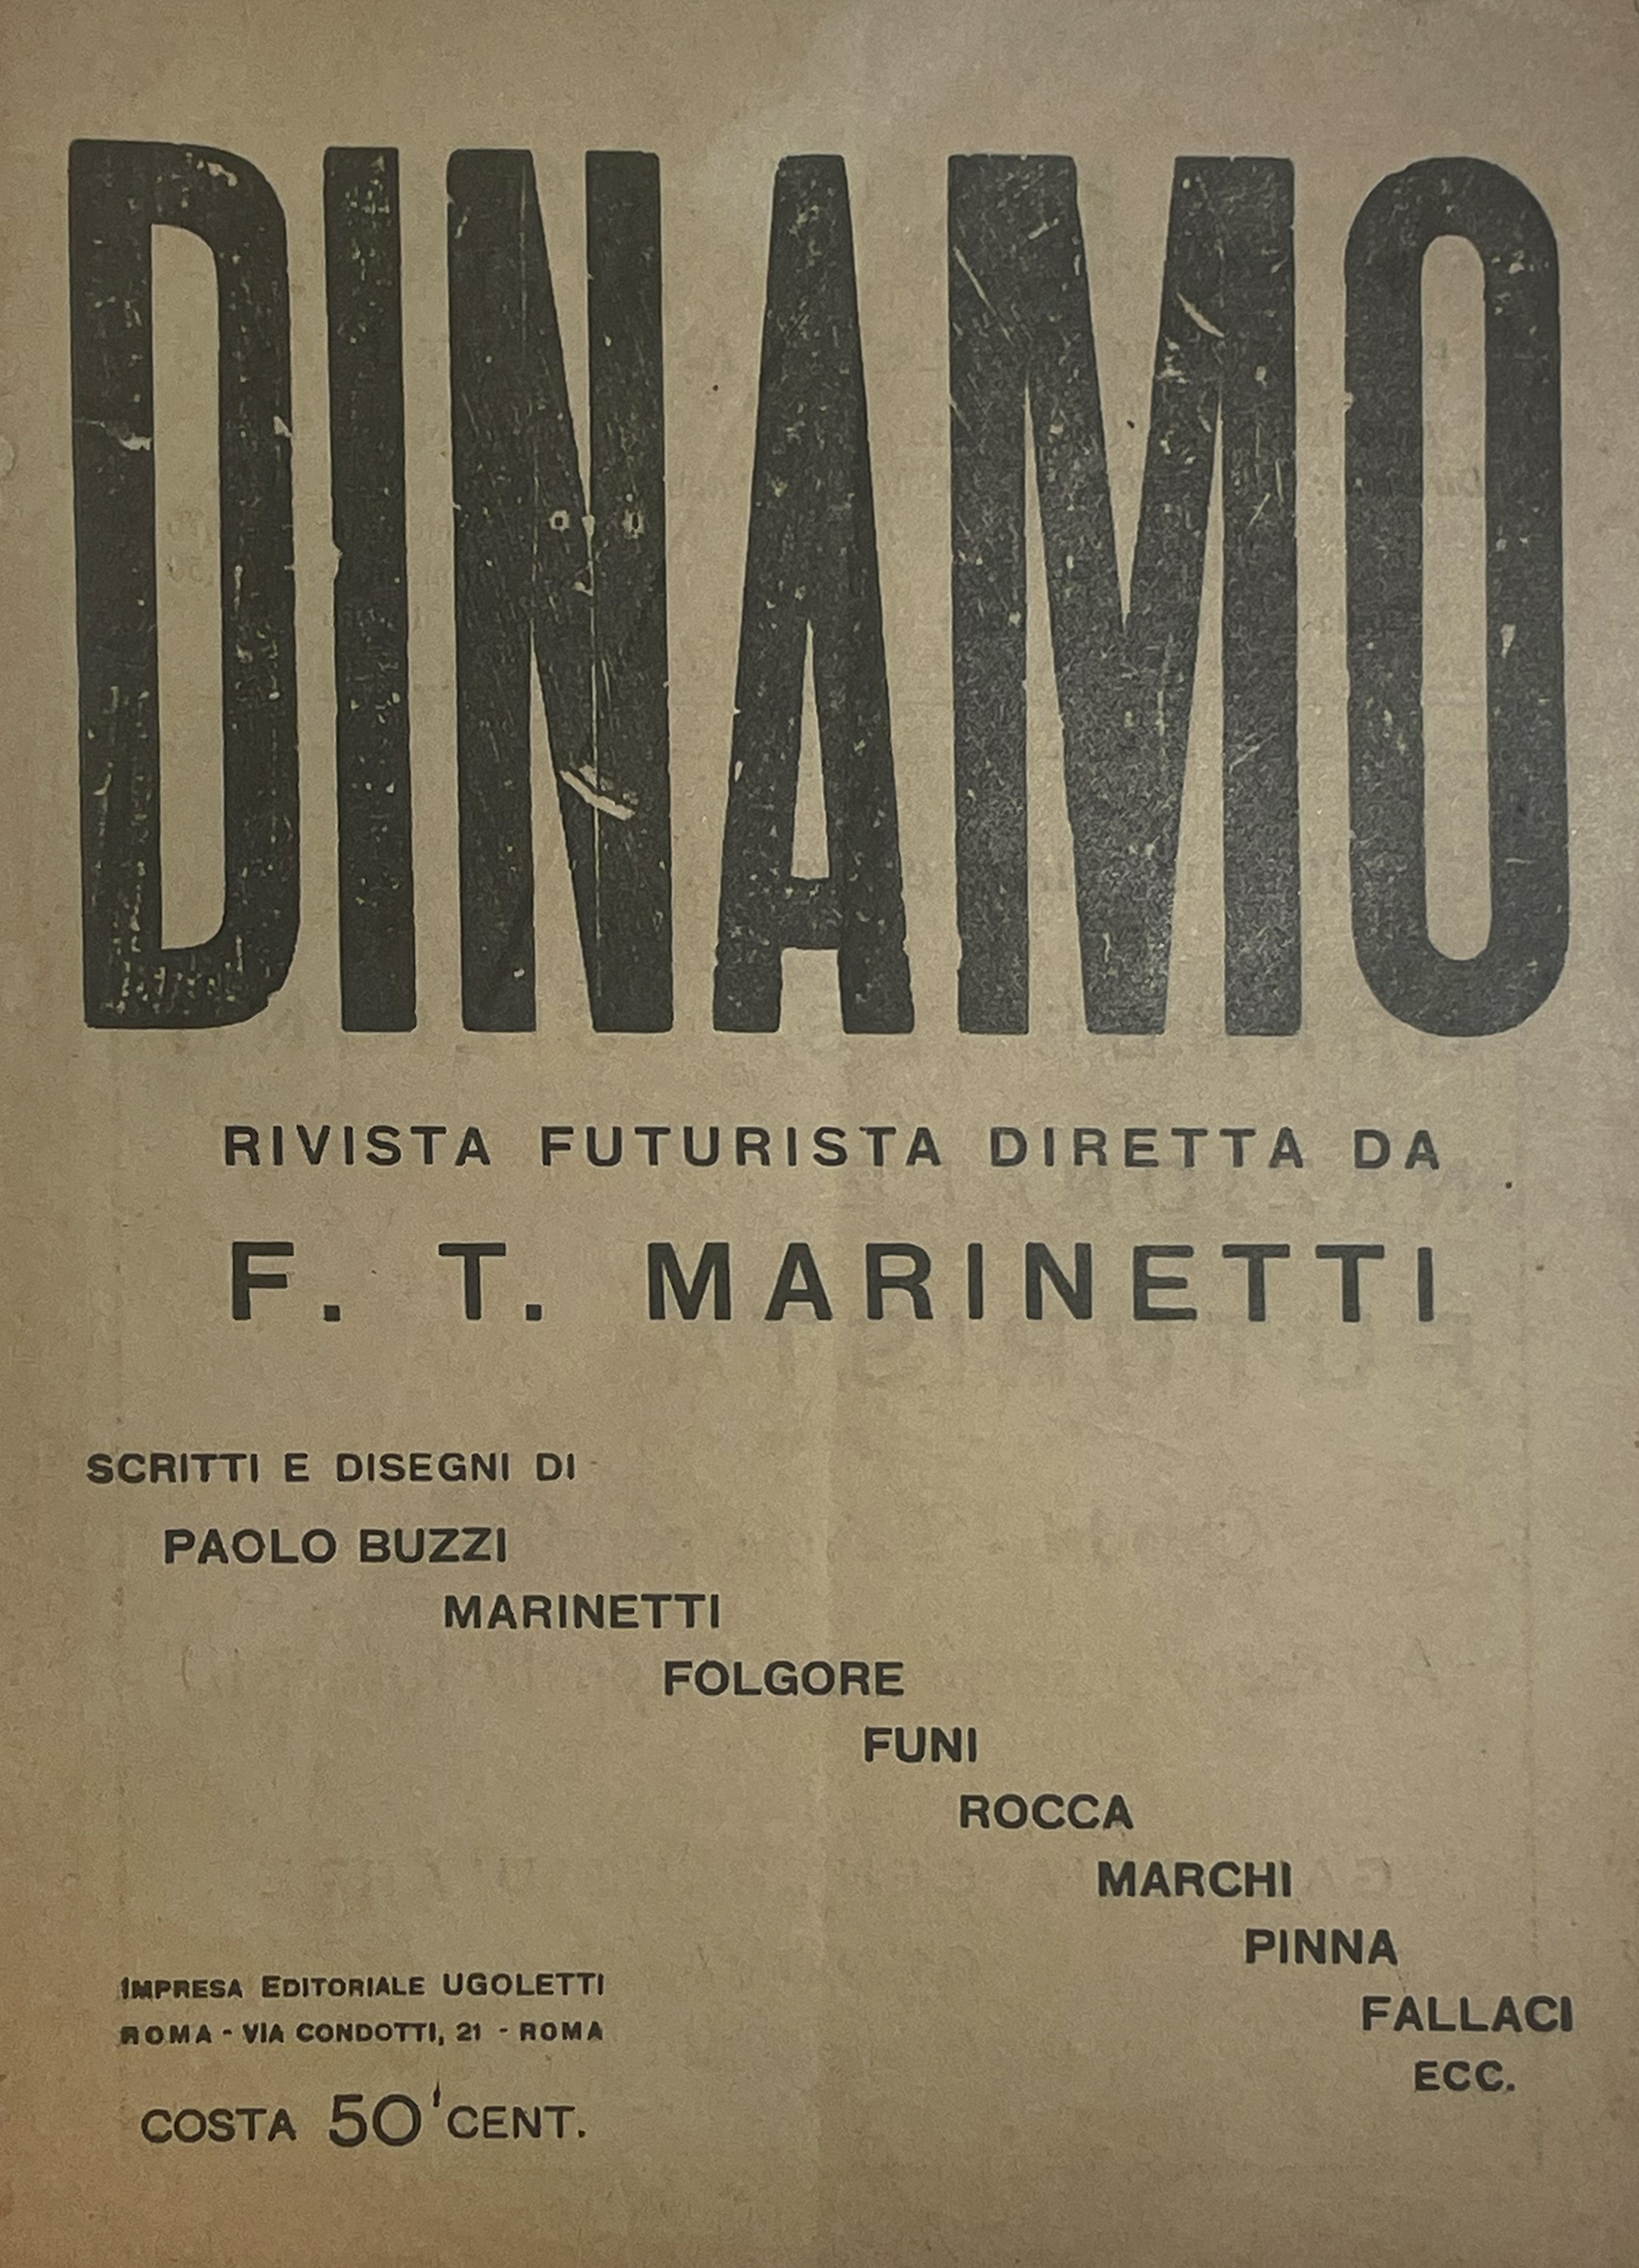 DINAMO
RIVISTA FUTURISTA DIRETTA DA
F. T. MARINETTI
SCRITTI E DISEGNI DI
PAOLO BUZZI
MARINETTI
FOLGORE
FUNI
ROCCA
MARCHI
PINNA
FALLACI
ECC.
IMPRESA EDITORIALE UGOLETTI
ROMA - VIA CONDOTTI, 21 - ROMA
COSTA 50 CENT.